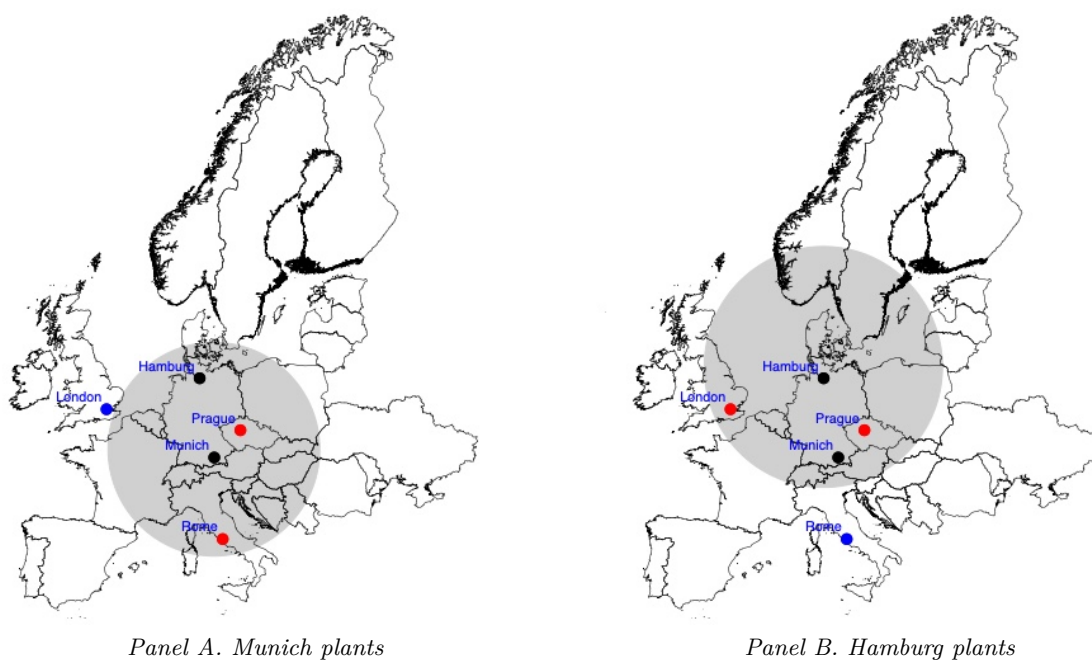 Hamburg
London
Prague
Munich
Rome
Panel A. Munich plants
Hamburg
London
Prague
Munich
Rome
Panel B. Hamburg plants